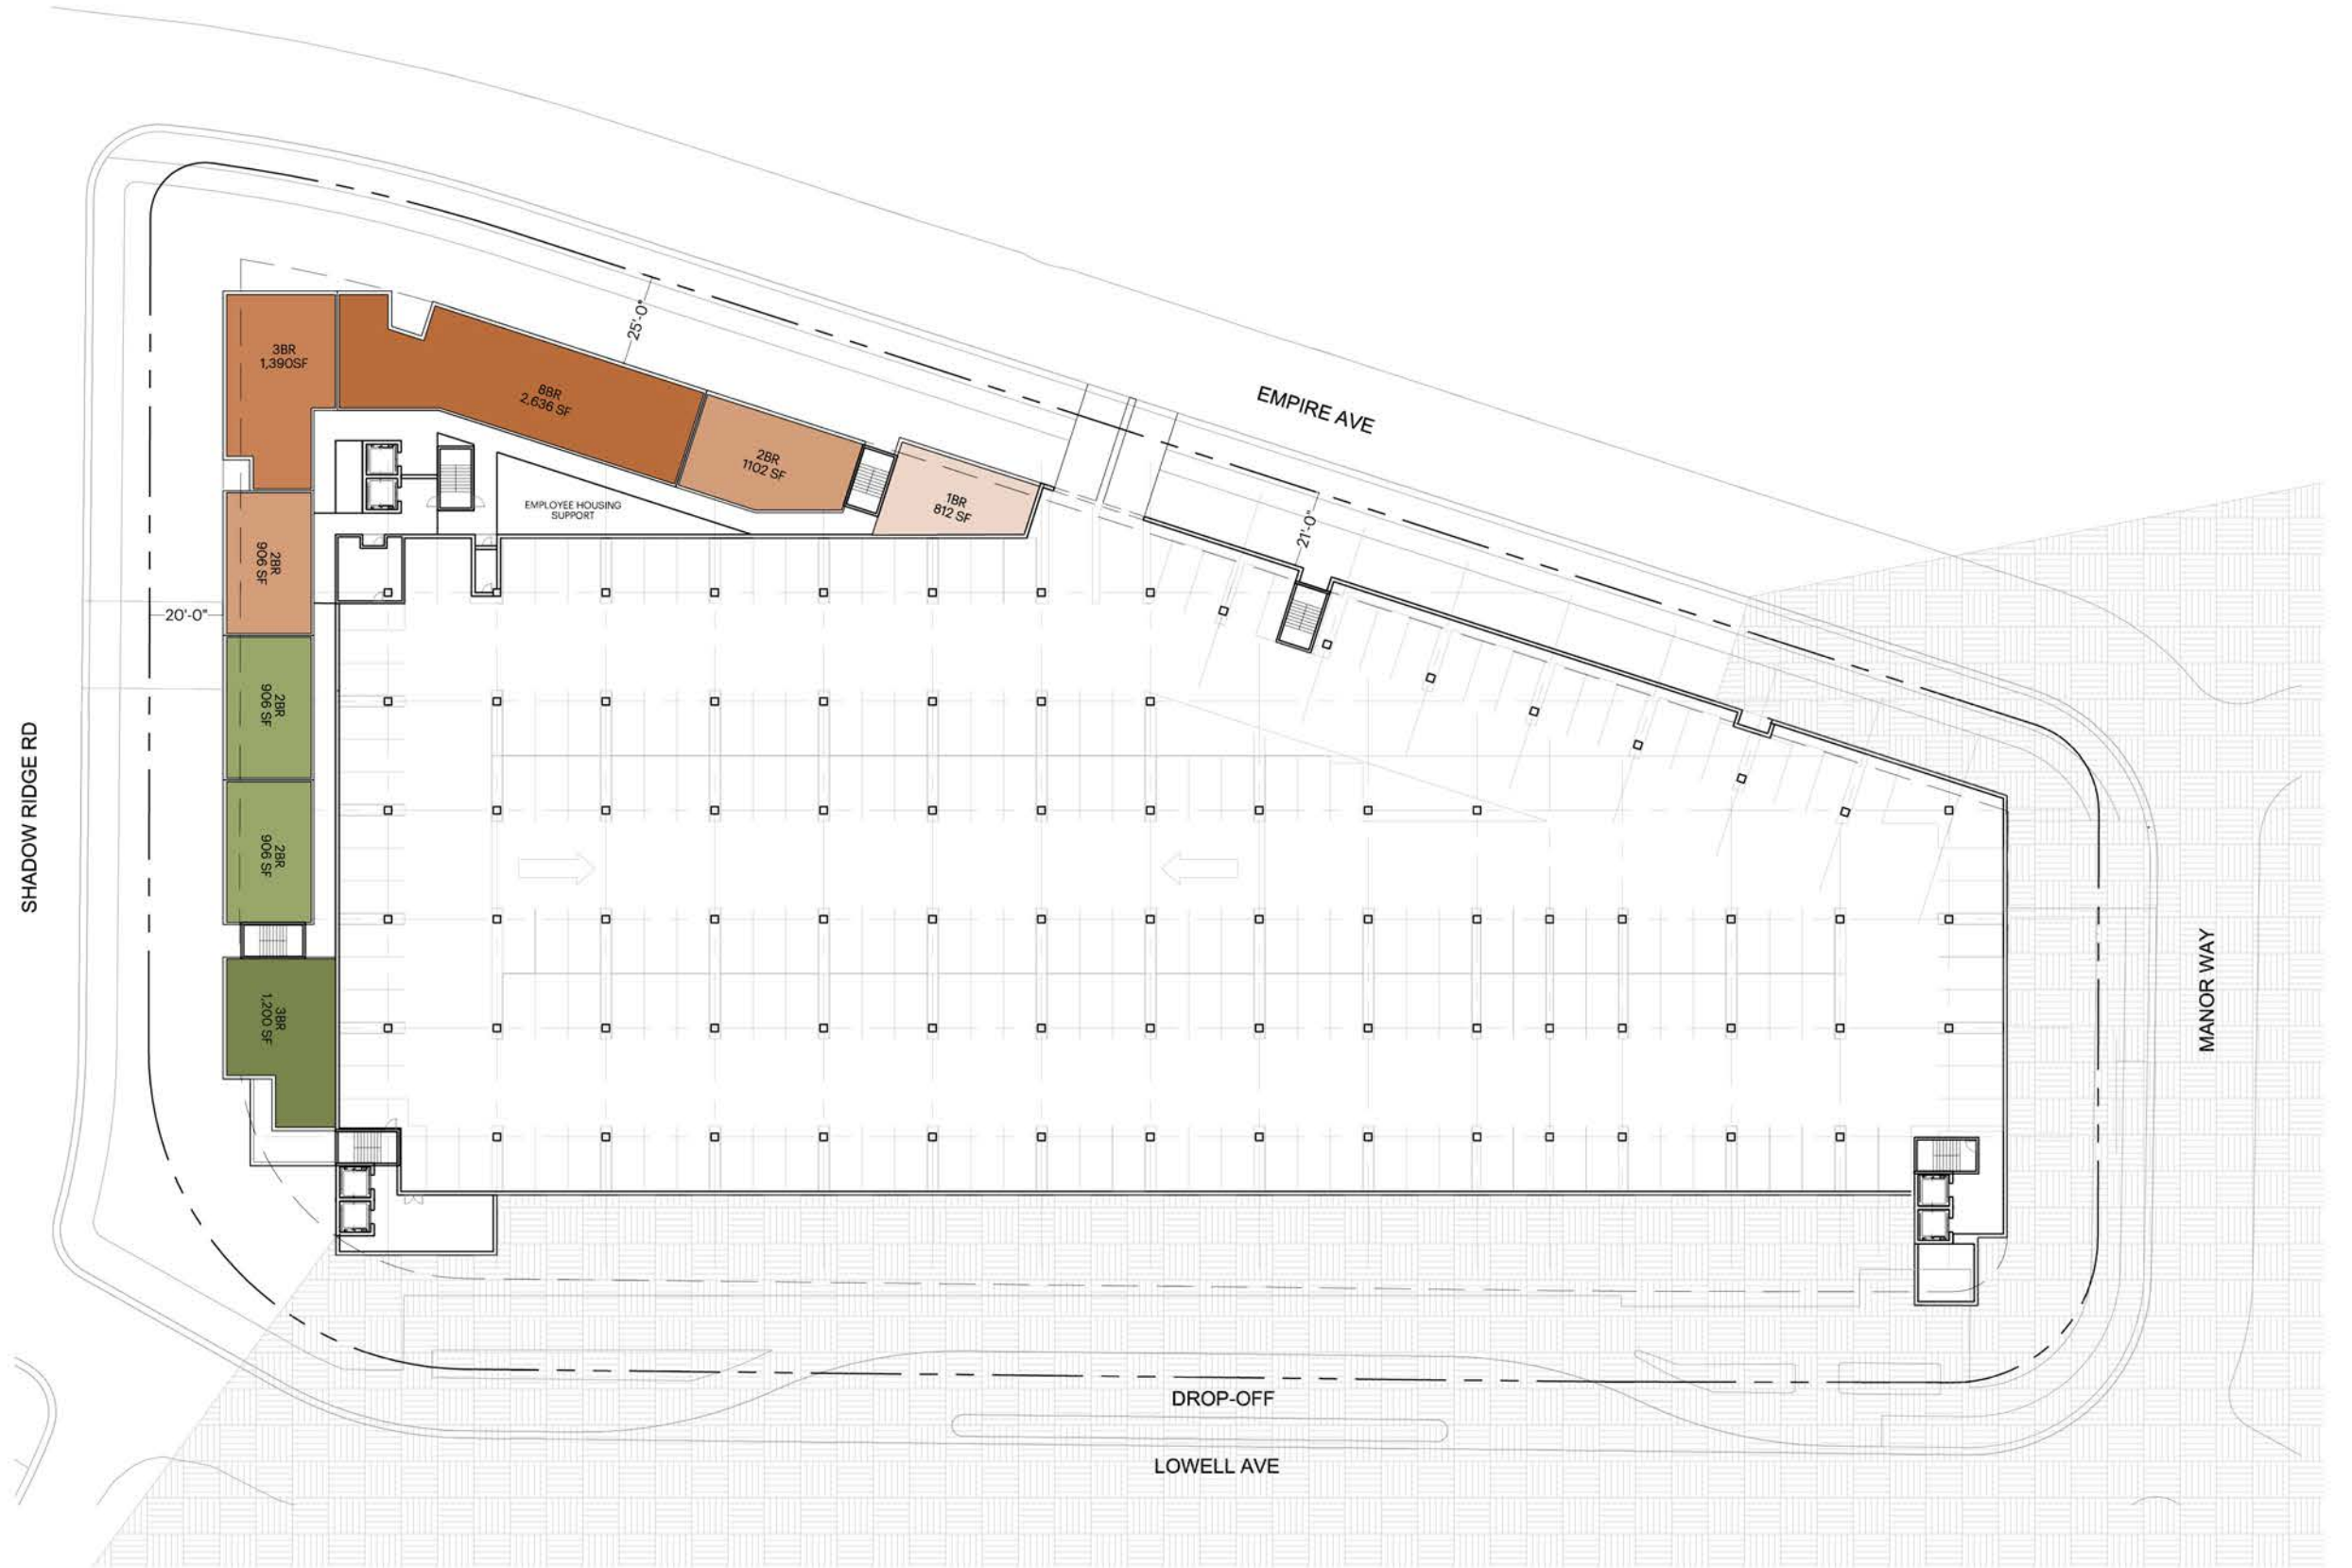 EMPIRE AVE
25'-0"
3BR
1,390SF
8BR
2,636 SF
2BR
1102 SF
1BR
812 SF
EMPLOYEE HOUSING
SUPPORT
21'-0"
2BR
906 SF
20'-0"
2BR
906 SF
2BR
906 SF
3BR
1,200 SF
SHADOW RIDGE RD
MANOR WAY
DROP-OFF
LOWELL AVE